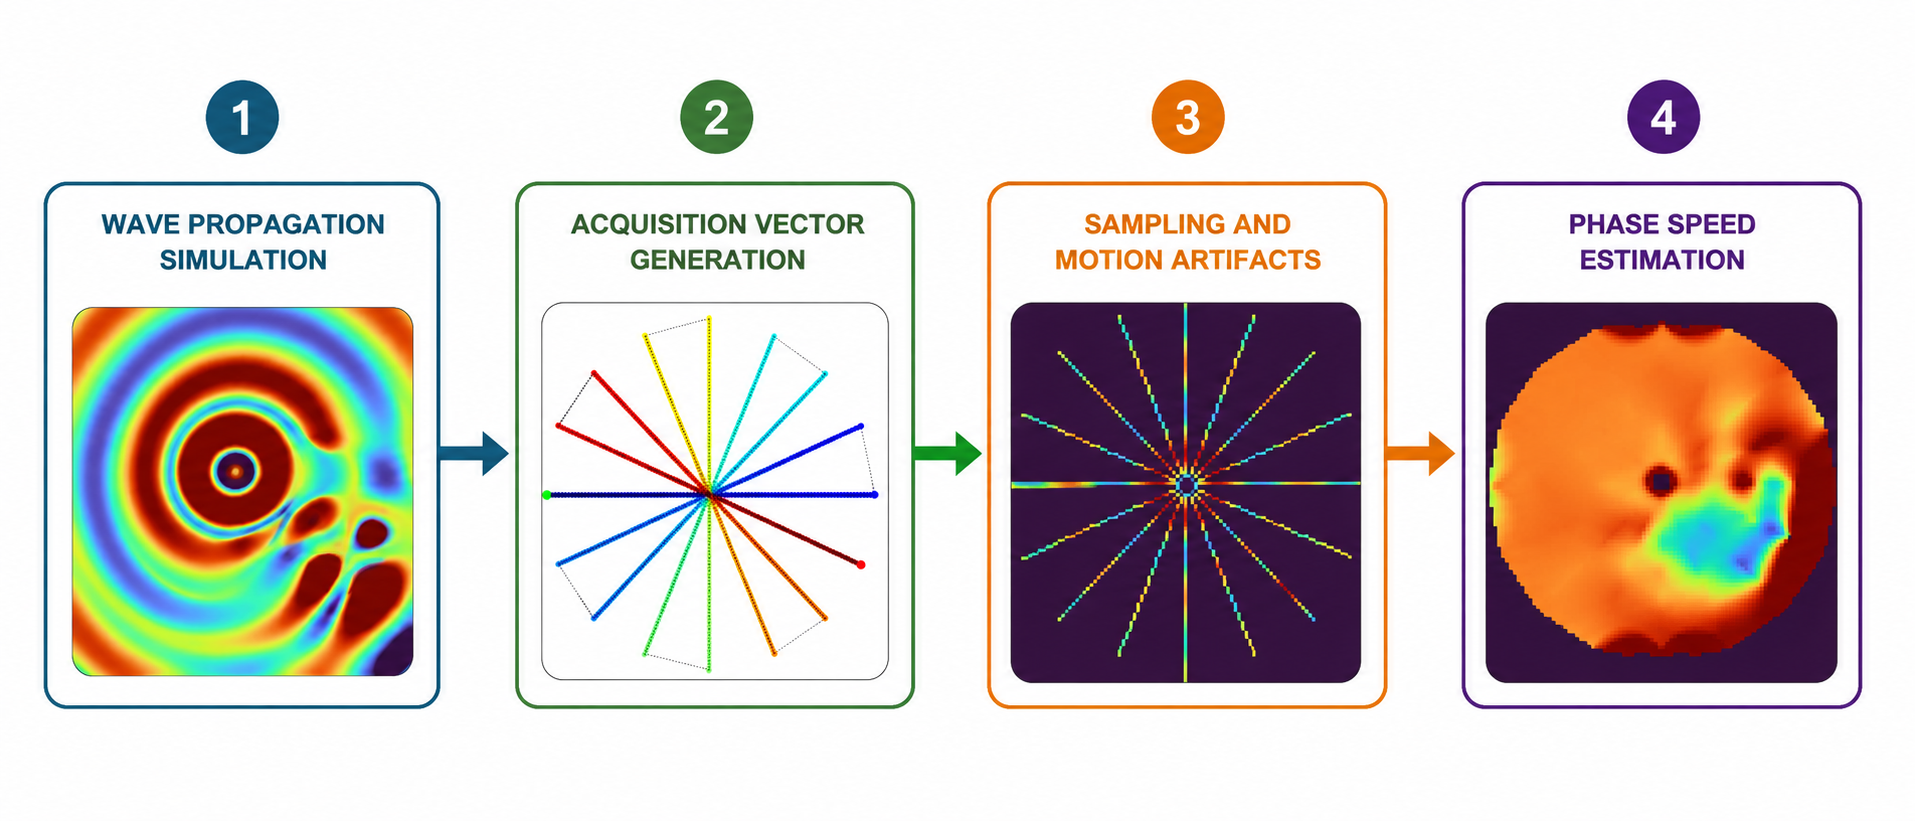 1
WAVE PROPAGATION
SIMULATION
2
ACQUISITION VECTOR
GENERATION
3
SAMPLING AND
MOTION ARTIFACTS
4
PHASE SPEED
ESTIMATION